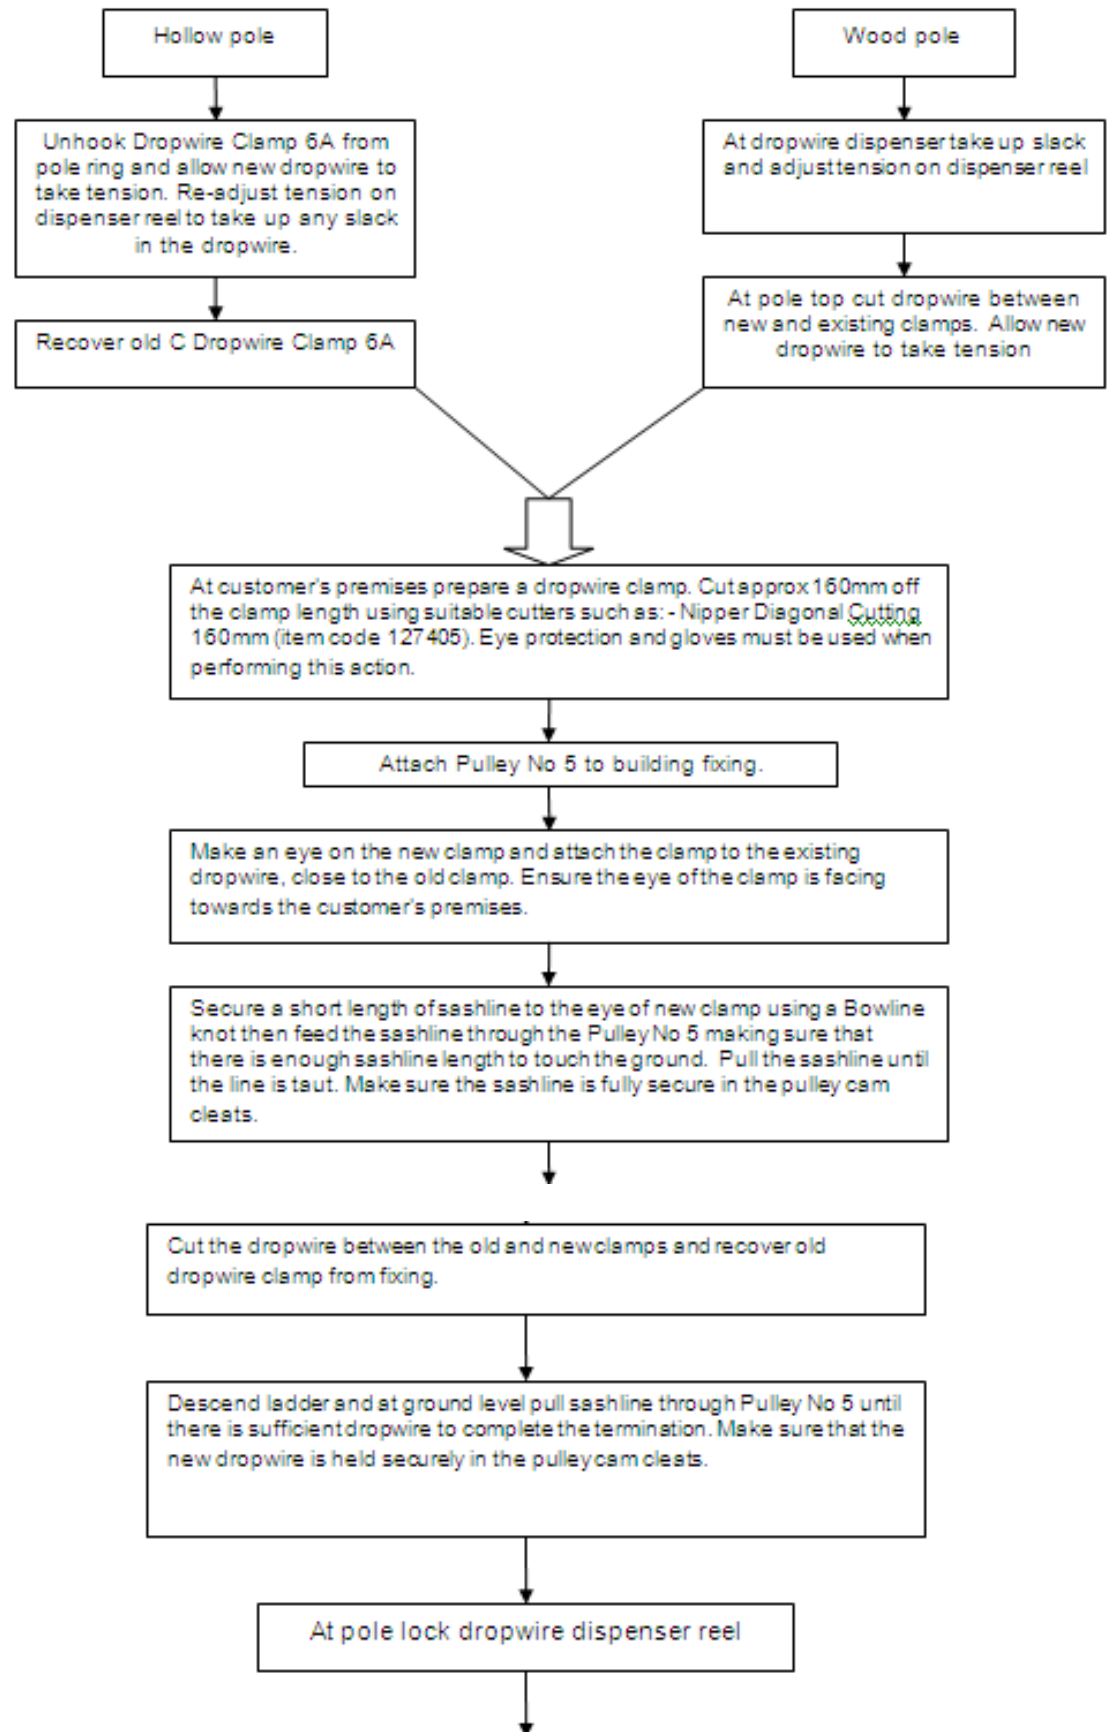 Hollow pole
Wood pole
Unhook Dropwire Clamp 6A from
pole ring and allow new dropwire to
take tension. Re-adjust tension on
dispenser reel to take up any slack
in the dropwire.
At dropwire dispenser take up slack
and adjust tension on dispenser reel
Recover old C Dropwire Clamp 6A
At pole top cut dropwire between
new and existing clamps. Allow new
dropwire to take tension
At customer's premises prepare a dropwire clamp. Cut approx 160mm off
the clamp length using suitable cutters such as: - Nipper Diagonal Cutting
160mm (item code 127405). Eye protection and gloves must be used when
performing this action.
Attach Pulley No 5 to building fixing.
Make an eye on the new clamp and attach the clamp to the existing
dropwire, close to the old clamp. Ensure the eye of the clamp is facing
towards the customer's premises.
Secure a short length of sashline to the eye of new clamp using a Bowline
knot then feed the sashline through the Pulley No 5 making sure that
there is enough sashline length to touch the ground. Pull the sashline until
the line is taut. Make sure the sashline is fully secure in the pulley cam
cleats.
Cut the dropwire between the old and new clamps and recover old
dropwire clamp from fixing.
Descend ladder and at ground level pull sashline through Pulley No 5 until
there is sufficient dropwire to complete the termination. Make sure that the
new dropwire is held securely in the pulley cam cleats.
At pole lock dropwire dispenser reel